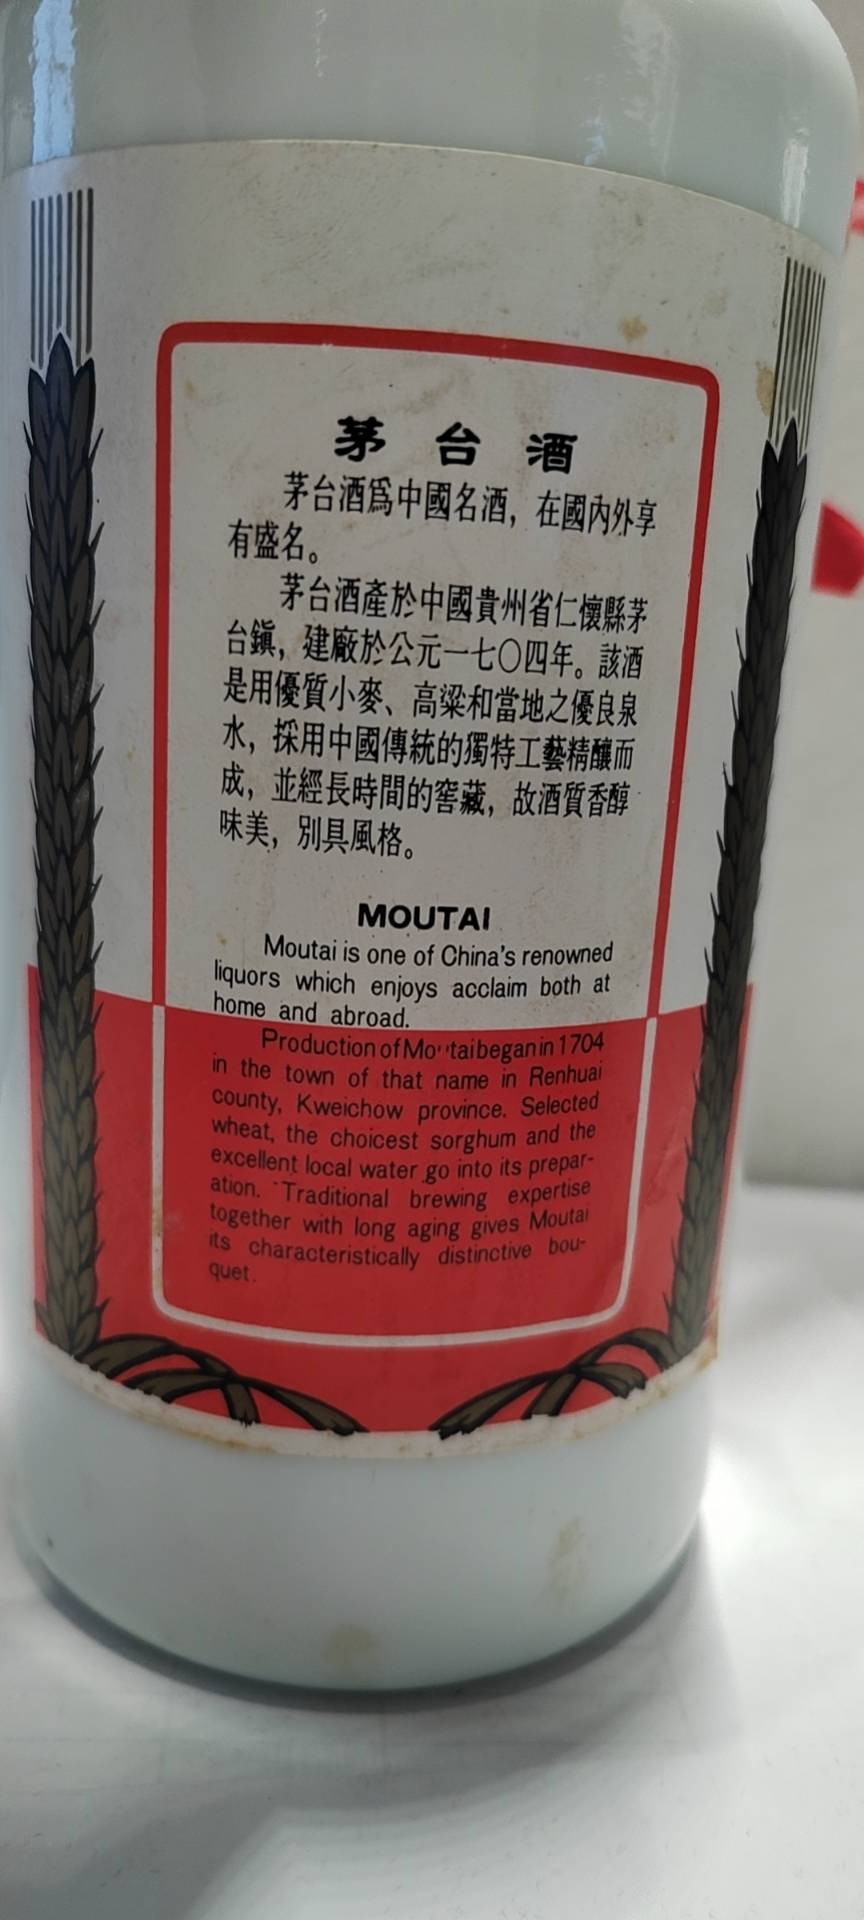 茅台酒
茅台酒爲中國名酒，在國內外享
有盛名。
茅台酒產於中國貴州省仁懷縣茅
台鎭，建廠於公元一七〇四年。該酒
是用優質小麥、高粱和當地之優良泉
水，採用中國傳統的獨特工藝精釀而
成，並經長時間的窖藏，故酒質香醇
味美，別具風格。
MOUTAI
Moutai is one of China's renowned
liquors which enjoys acclaim both at
home and abroad.
Production of Moutai began in 1704
in the town of that name in Renhuai
county, Kweichow province. Selected
wheat, the choicest sorghum and the
excellent local water go into its prepar-
ation. Traditional brewing expertise
together with long aging gives Moutai
its characteristically distinctive bou-
quet.